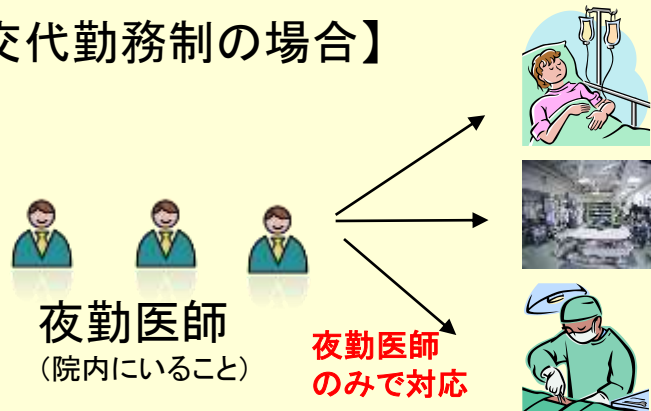 交代勤務制の場合】
夜勤医師
（院内にいること）
夜勤医師
のみで対応